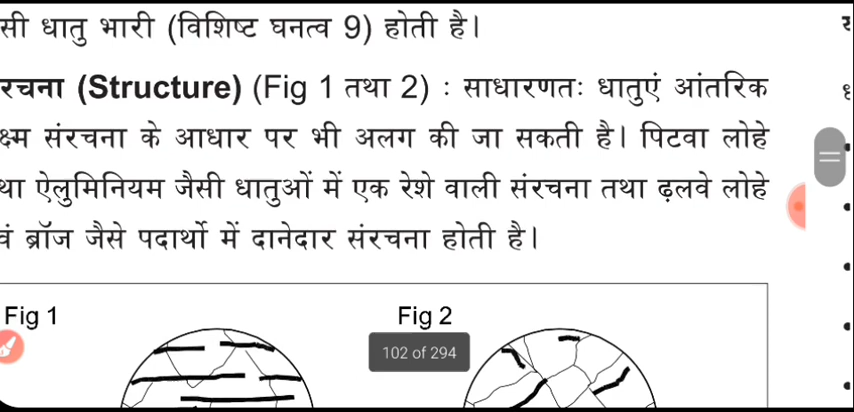 सी धातु भारी (विशिष्ट घनत्व 9) होती है।
रचना (Structure) (Fig 1 तथा 2) : साधारणतः धातुएं आंतरिक
क्ष्म संरचना के आधार पर भी अलग की जा सकती है। पिटवा लोहे
था ऐलुमिनियम जैसी धातुओं में एक रेशे वाली संरचना तथा ढ़लवे लोहे
वं ब्रॉज जैसे पदार्थो में दानेदार संरचना होती है।
Fig 1
Fig 2
102 of 294